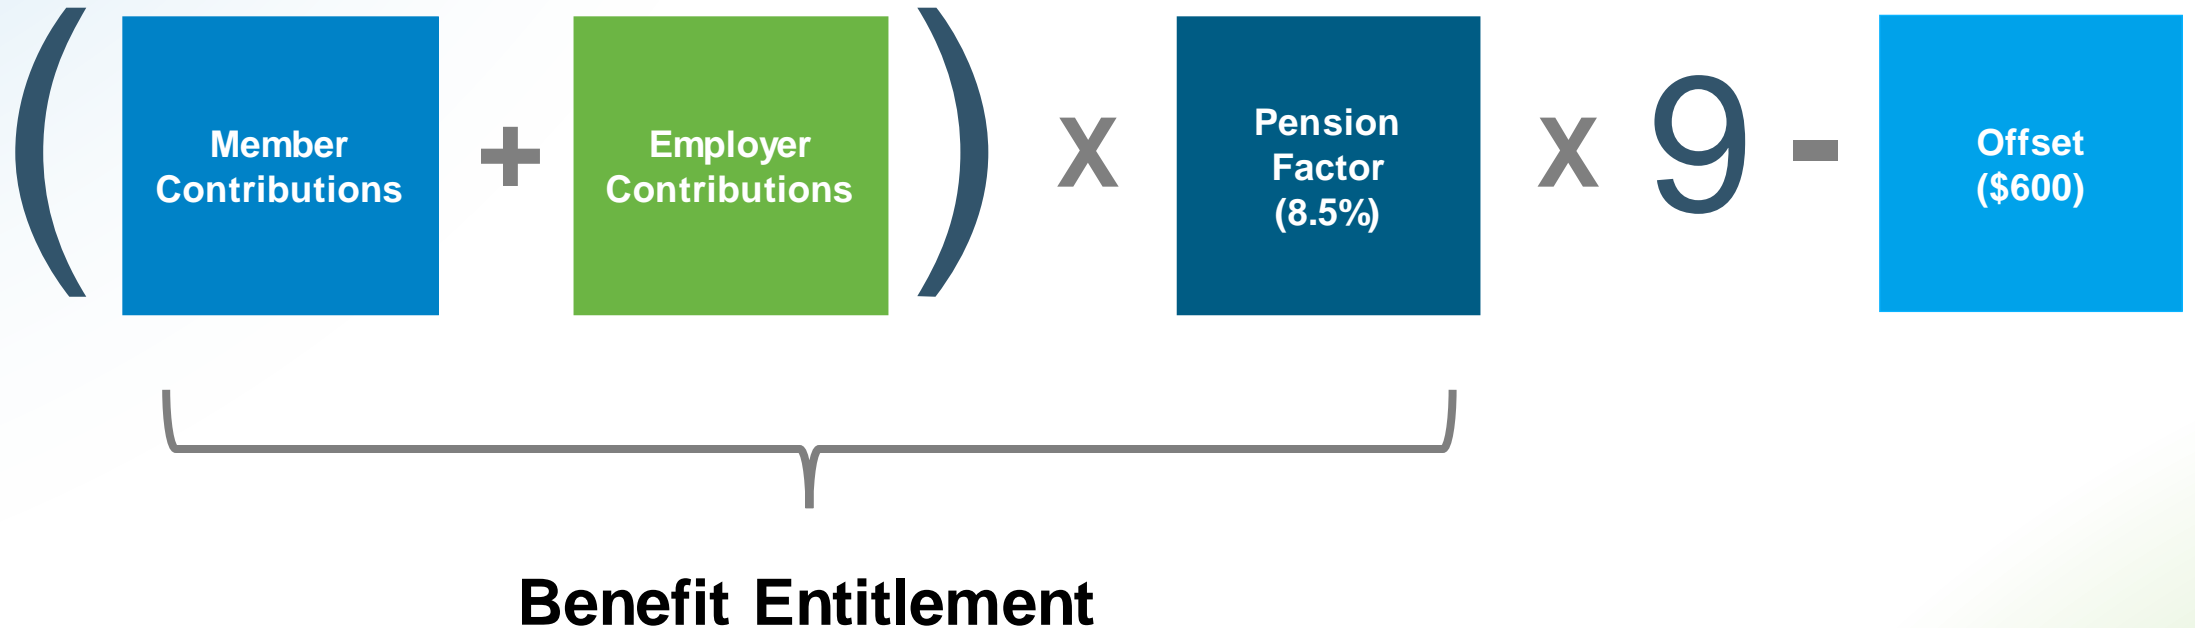 ( Member Contributions + Employer Contributions ) x Pension Factor (8.5%) x 9 - Offset ($600)
Benefit Entitlement